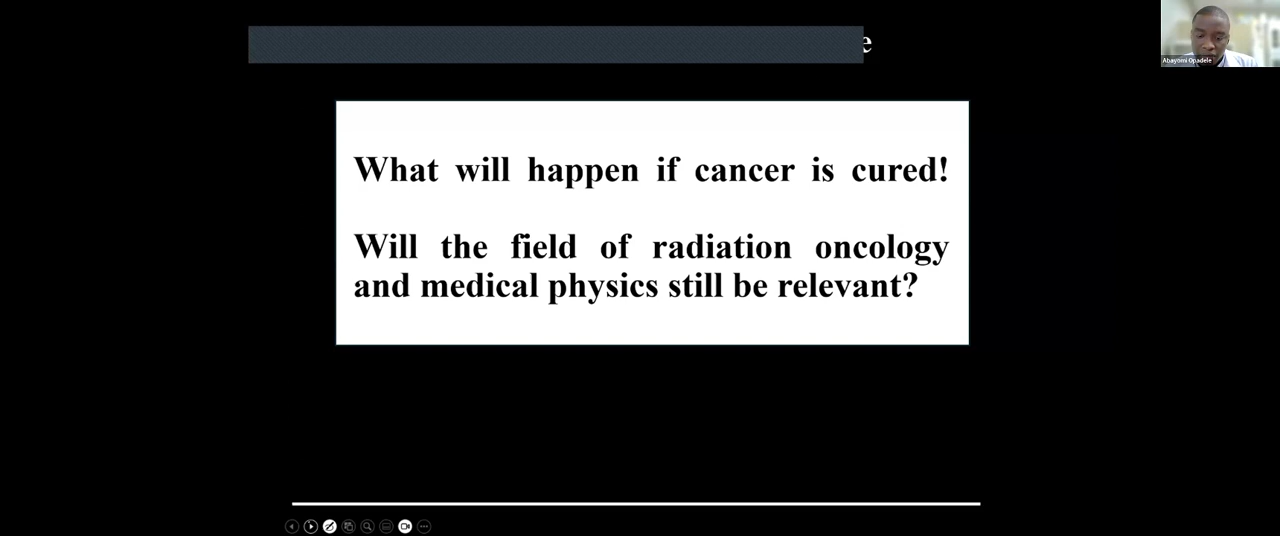 e
What will happen if cancer is cured!
Will the field of radiation oncology
and medical physics still be relevant?
Abayomi Opadele